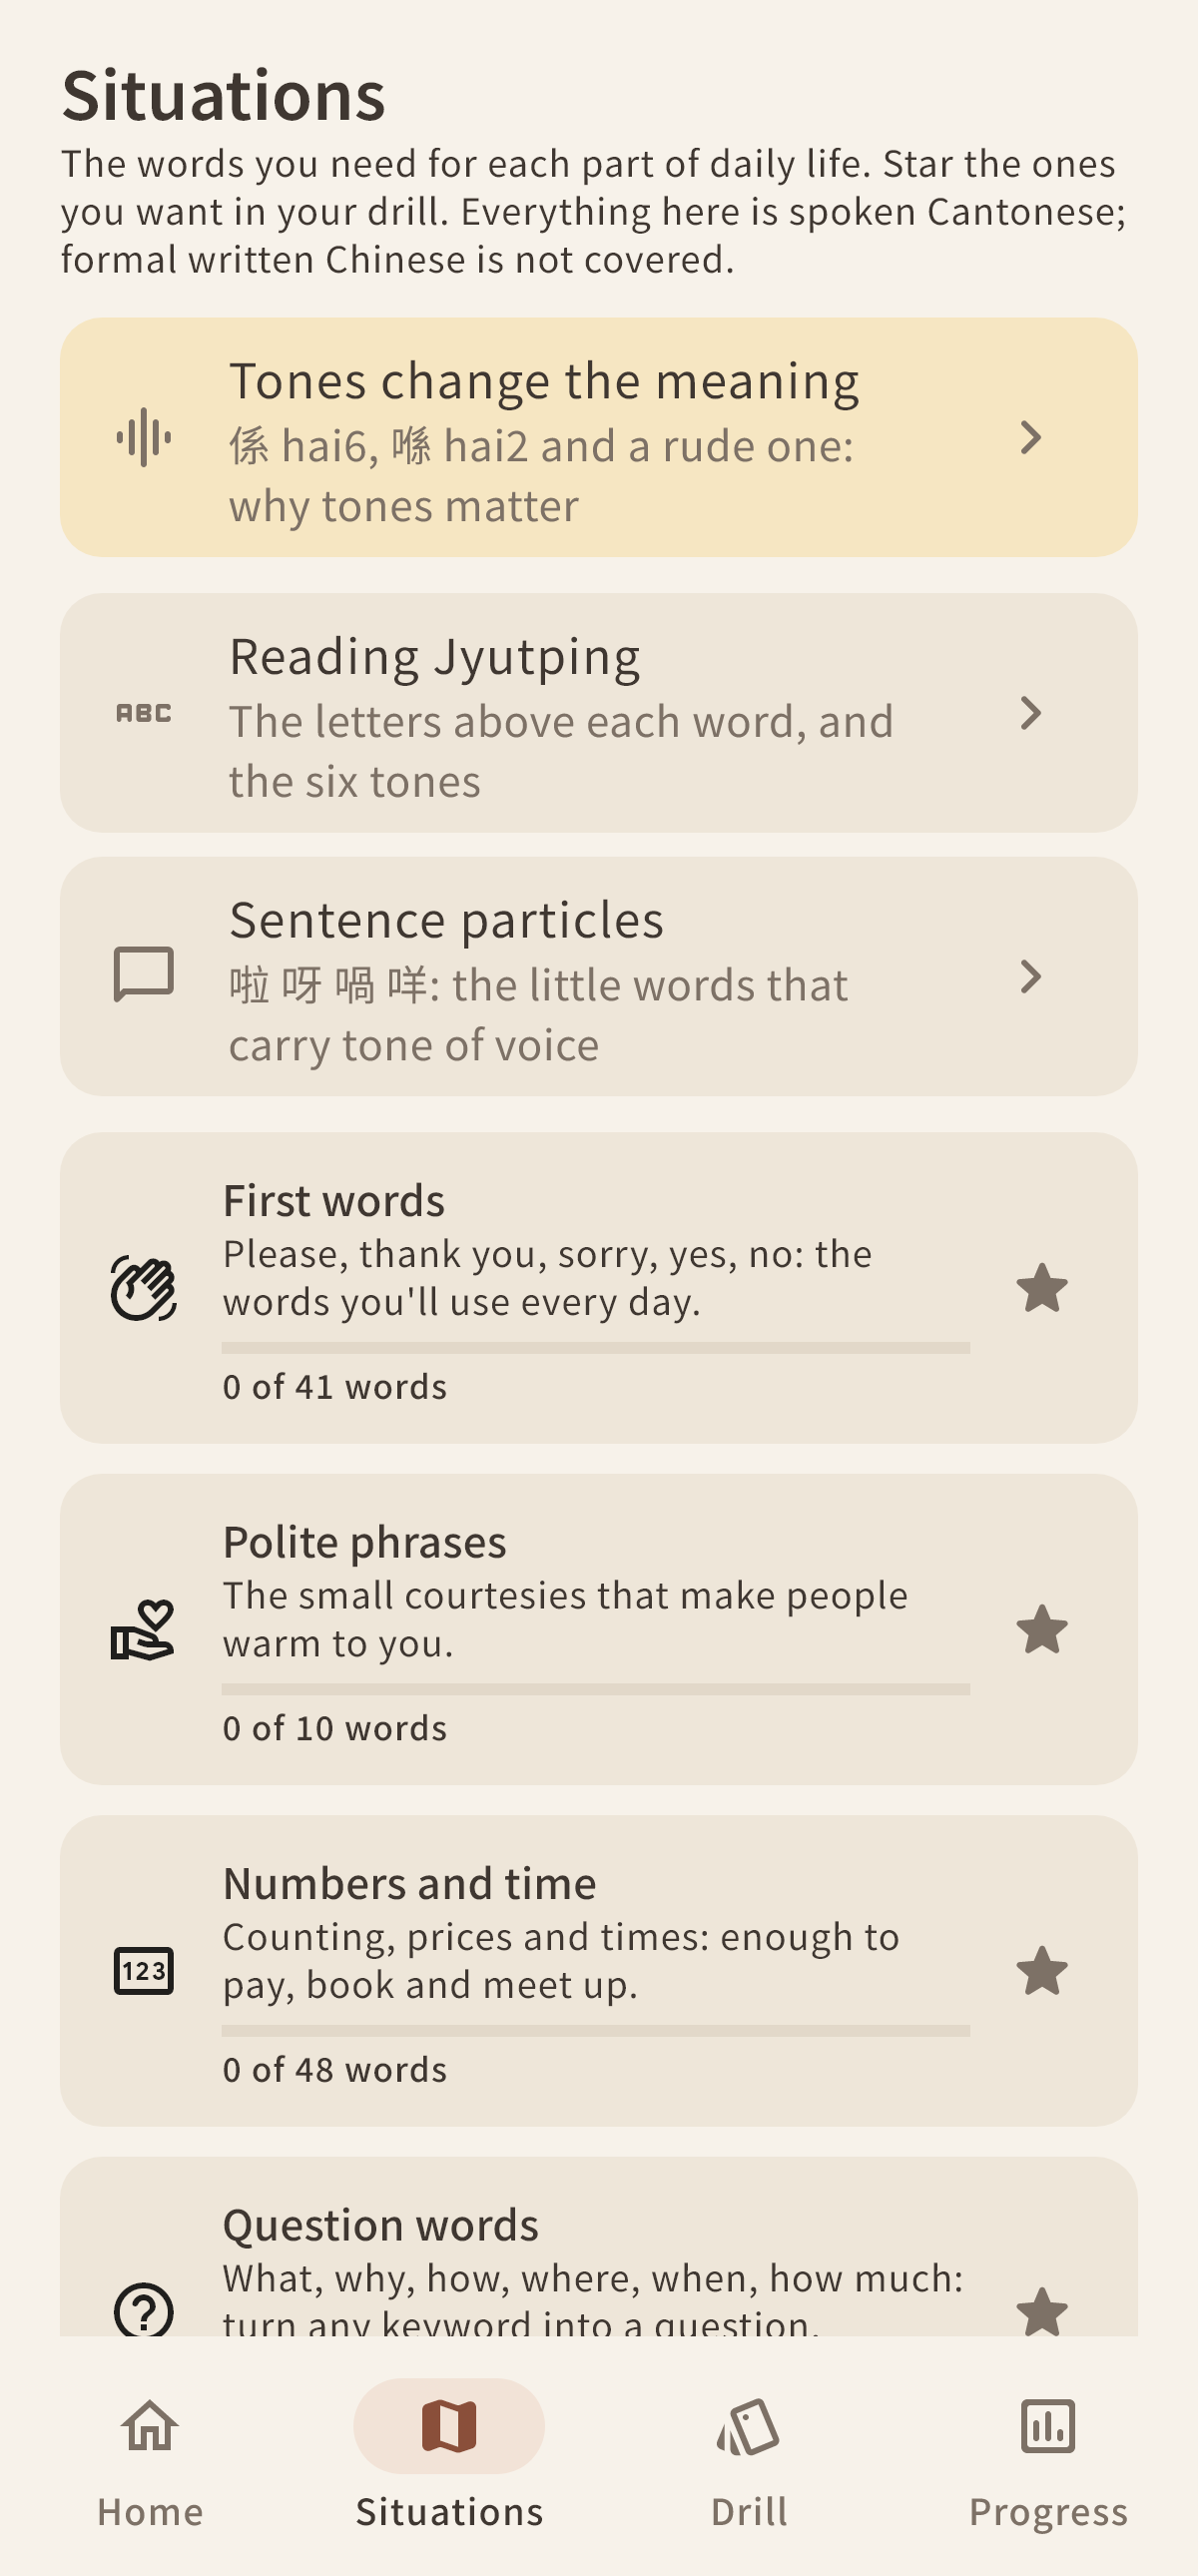 Situations
The words you need for each part of daily life. Star the ones
you want in your drill. Everything here is spoken Cantonese;
formal written Chinese is not covered.
Tones change the meaning
係 hai6, 喺 hai2 and a rude one:
why tones matter
ABC
Reading Jyutping
The letters above each word, and
the six tones
Sentence particles
啦 呀 喎 咩: the little words that
carry tone of voice
First words
Please, thank you, sorry, yes, no: the
words you'll use every day.
0 of 41 words
Polite phrases
The small courtesies that make people
warm to you.
0 of 10 words
123
Numbers and time
Counting, prices and times: enough to
pay, book and meet up.
0 of 48 words
?
Question words
What, why, how, where, when, how much:
turn any keyword into a question.
Home
Situations
Drill
Progress